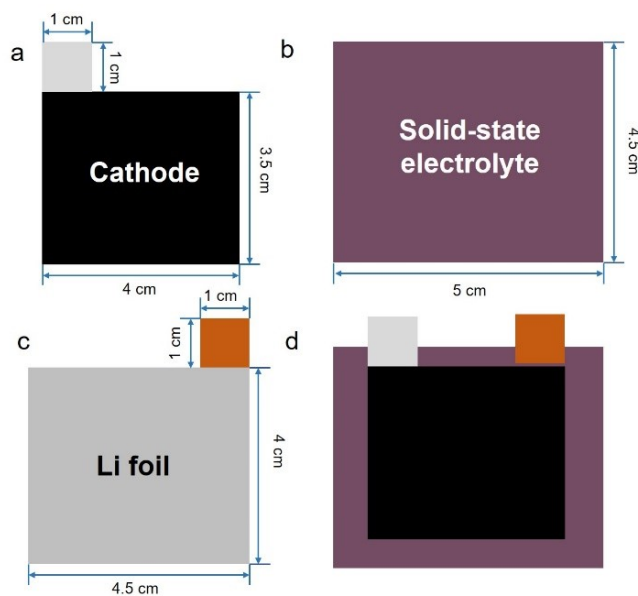 1 cm
a
1 cm
Cathode
3.5 cm
4 cm
b
Solid-state
electrolyte
4.5 cm
5 cm
c
1 cm
1 cm
Li foil
4 cm
4.5 cm
d